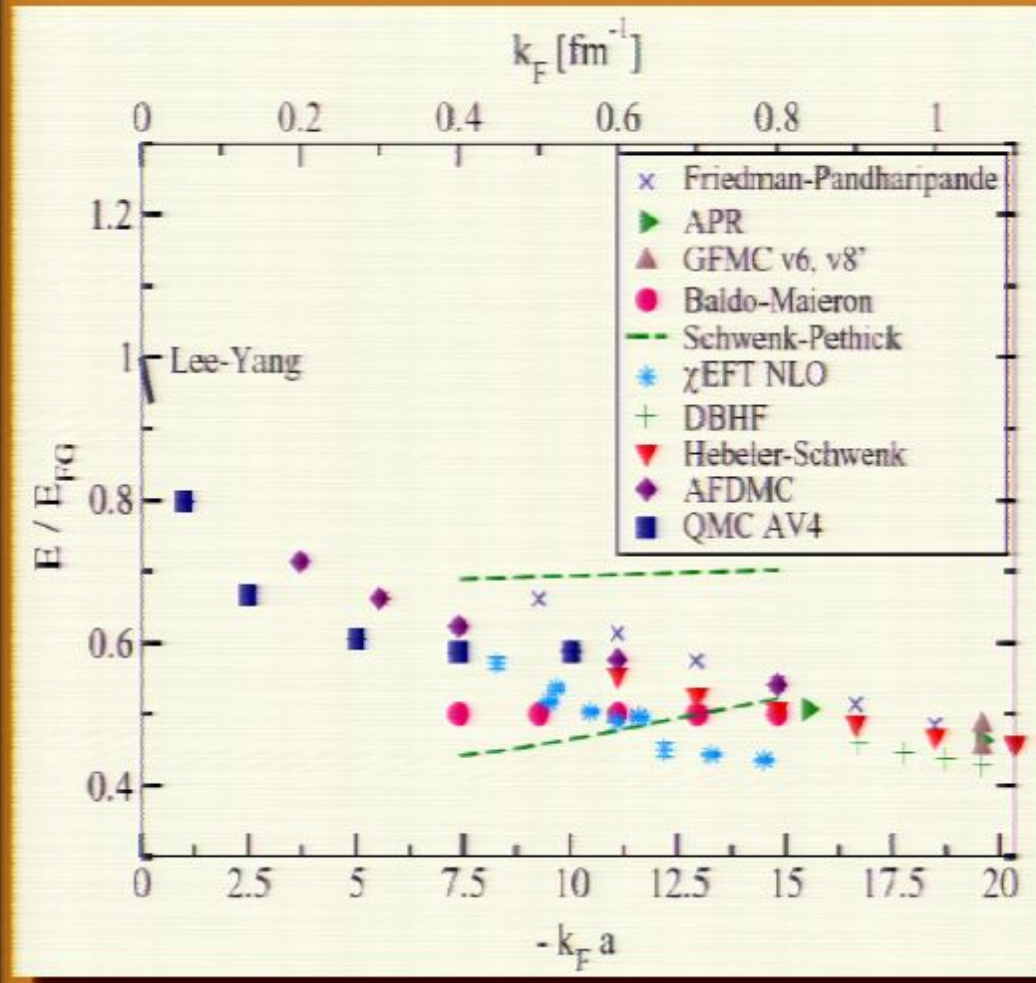 k_F [fm^-1]
0 0.2 0.4 0.6 0.8 1
Friedman-Pandharipande
APR
GFMC v6, v8'
Baldo-Maieron
Schwenk-Pethick
χEFT NLO
DBHF
Hebeler-Schwenk
AFDMC
QMC AV4
1.2
1
Lee-Yang
0.8
0.6
0.4
E / E_FG
0 2.5 5 7.5 10 12.5 15 17.5 20
- k_F a